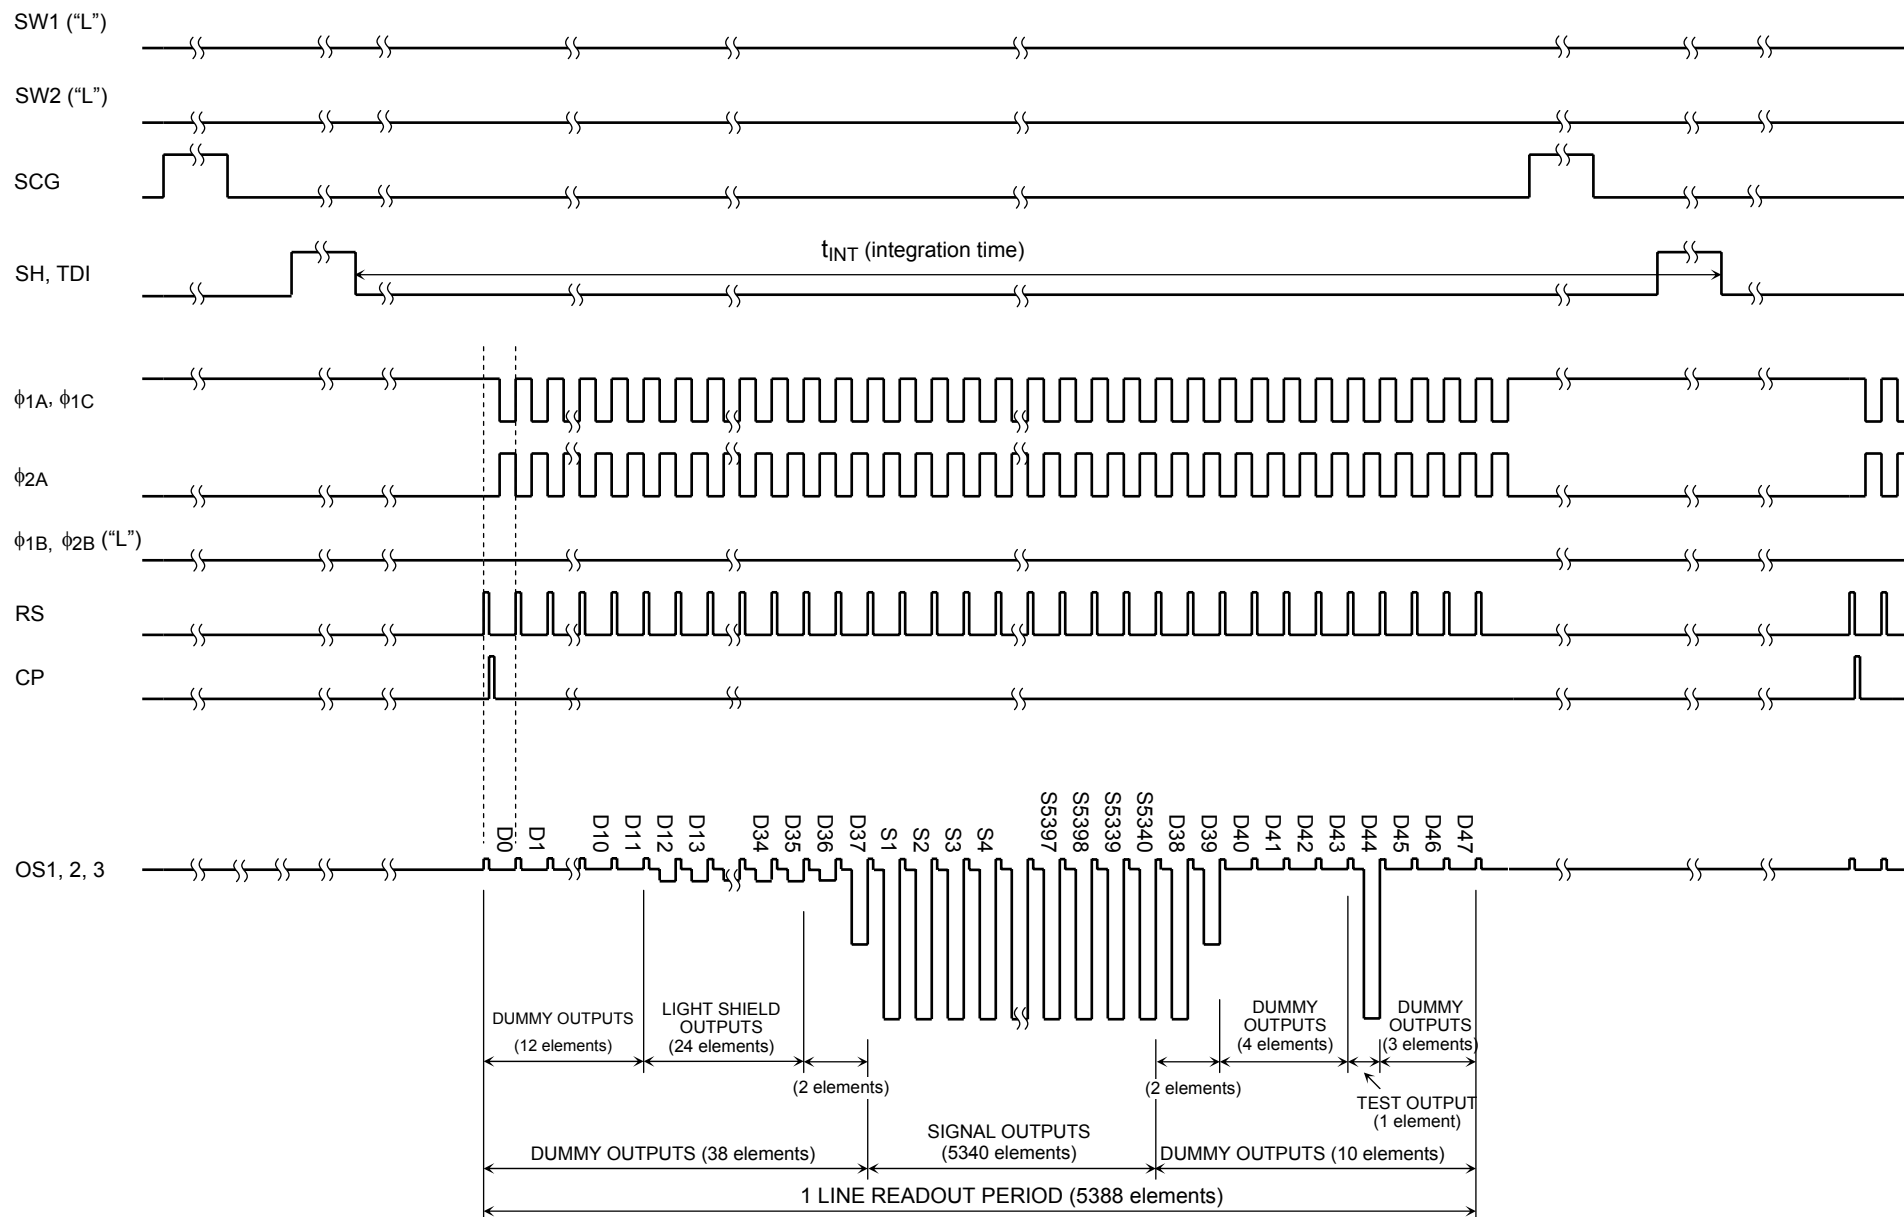 SW1 (“L”)
SW2 (“L”)
SCG
SH, TDI
tINT (integration time)
ϕ1A, ϕ1C
ϕ2A
ϕ1B, ϕ2B (“L”)
RS
CP
OS1, 2, 3
D0
D1
D10
D11
D12
D13
D34
D35
D36
D37
S1
S2
S3
S4
S5397
S5398
S5339
S5340
D38
D39
D40
D41
D42
D43
D44
D45
D46
D47
DUMMY OUTPUTS
(12 elements)
LIGHT SHIELD
OUTPUTS
(24 elements)
(2 elements)
(2 elements)
DUMMY
OUTPUTS
(4 elements)
DUMMY
OUTPUTS
(3 elements)
TEST OUTPUT
(1 element)
DUMMY OUTPUTS (38 elements)
SIGNAL OUTPUTS
(5340 elements)
DUMMY OUTPUTS (10 elements)
1 LINE READOUT PERIOD (5388 elements)